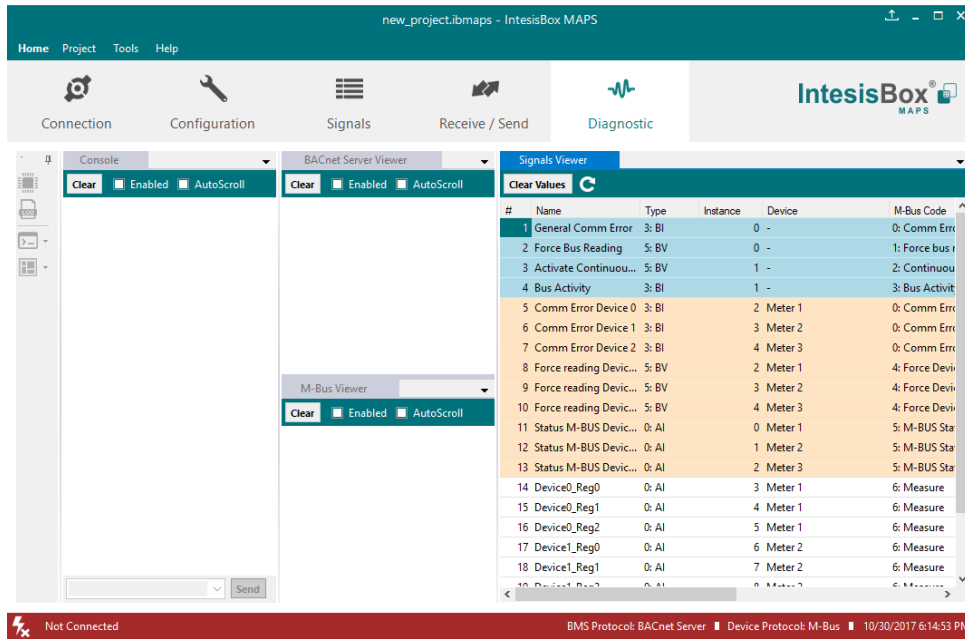 new_project.ibmaps - IntesisBox MAPS
Home Project Tools Help
Connection Configuration Signals Receive / Send Diagnostic
IntesisBox®
MAPS
Console
Clear Enabled AutoScroll
Send
BACnet Server Viewer
Clear Enabled AutoScroll
M-Bus Viewer
Clear Enabled AutoScroll
Signals Viewer
Clear Values
# Name Type Instance Device M-Bus Code
1 General Comm Error 3: BI 0 - 0: Comm Erro
2 Force Bus Reading 5: BV 0 - 1: Force bus r
3 Activate Continuou... 5: BV 1 - 2: Continuou
4 Bus Activity 3: BI 1 - 3: Bus Activit
5 Comm Error Device 0 3: BI 2 Meter 1 0: Comm Erro
6 Comm Error Device 1 3: BI 3 Meter 2 0: Comm Erro
7 Comm Error Device 2 3: BI 4 Meter 3 0: Comm Erro
8 Force reading Devic... 5: BV 2 Meter 1 4: Force Devi
9 Force reading Devic... 5: BV 3 Meter 2 4: Force Devi
10 Force reading Devic... 5: BV 4 Meter 3 4: Force Devi
11 Status M-BUS Devic... 0: AI 0 Meter 1 5: M-BUS Sta
12 Status M-BUS Devic... 0: AI 1 Meter 2 5: M-BUS Sta
13 Status M-BUS Devic... 0: AI 2 Meter 3 5: M-BUS Sta
14 Device0_Reg0 0: AI 3 Meter 1 6: Measure
15 Device0_Reg1 0: AI 4 Meter 1 6: Measure
16 Device0_Reg2 0: AI 5 Meter 1 6: Measure
17 Device1_Reg0 0: AI 6 Meter 2 6: Measure
18 Device1_Reg1 0: AI 7 Meter 2 6: Measure
Not Connected BMS Protocol: BACnet Server Device Protocol: M-Bus 10/30/2017 6:14:53 PM